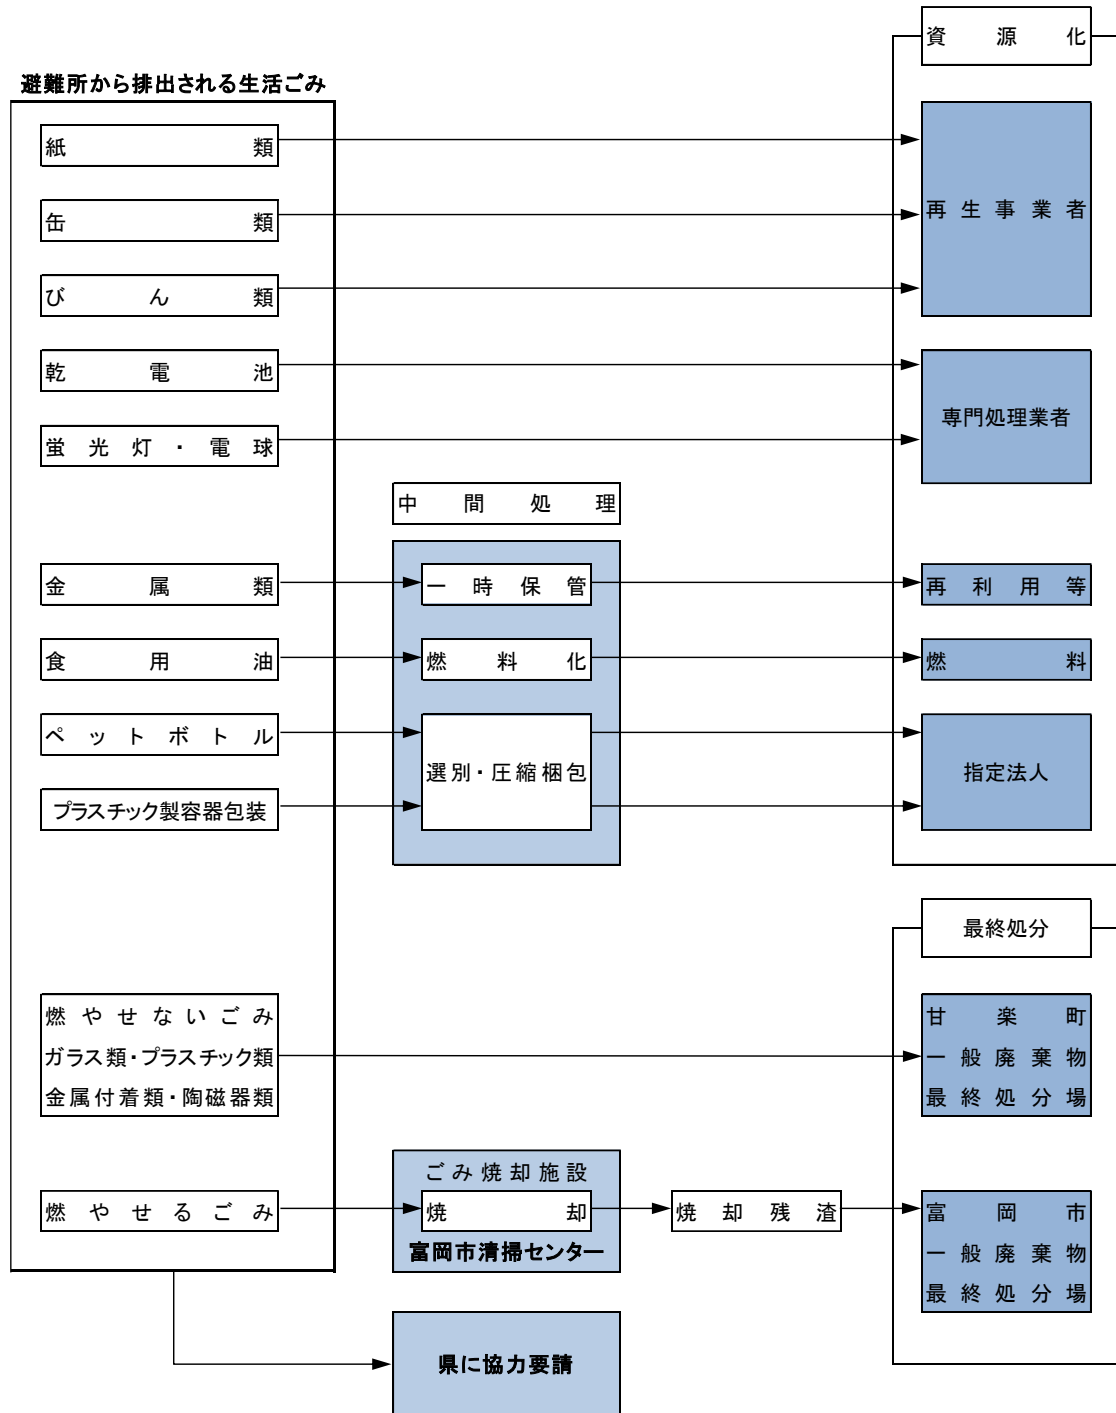 資源化
避難所から排出される生活ごみ
紙類
缶類
再生事業者
びん類
乾電池
専門処理業者
蛍光灯・電球
中間処理
金属類
一時保管
再利用等
食用油
燃料化
燃料
ペットボトル
選別・圧縮梱包
指定法人
プラスチック製容器包装
最終処分
燃やせないごみ
ガラス類・プラスチック類
金属付着類・陶磁器類
甘楽町
一般廃棄物
最終処分場
ごみ焼却施設
燃やせるごみ
焼却
焼却残渣
富岡市清掃センター
富岡市
一般廃棄物
最終処分場
県に協力要請